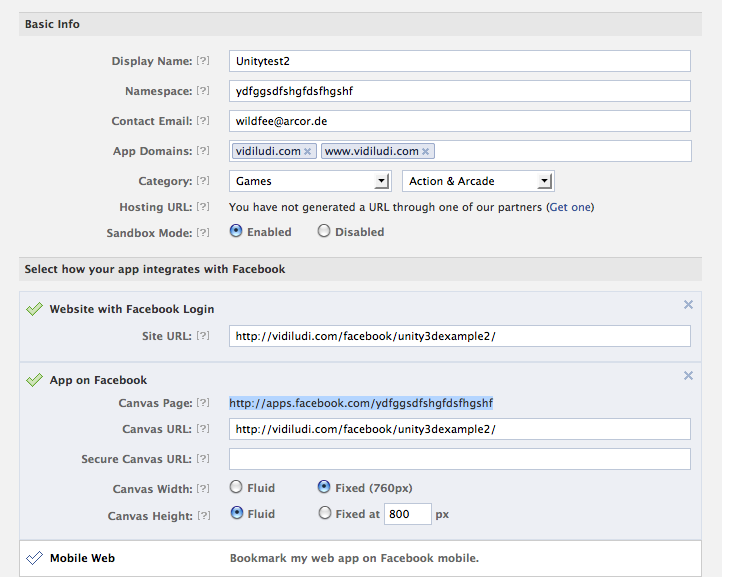 Basic Info
Display Name: [?] Unitytest2
Namespace: [?] ydfggsdfshgfdsfhgshf
Contact Email: [?] wildfee@arcor.de
App Domains: [?] vidiludi.com × www.vidiludi.com ×
Category: [?] Games Action & Arcade
Hosting URL: [?] You have not generated a URL through one of our partners (Get one)
Sandbox Mode: [?] Enabled Disabled
Select how your app integrates with Facebook
Website with Facebook Login
Site URL: [?] http://vidiludi.com/facebook/unity3dexample2/
App on Facebook
Canvas Page: [?] http://apps.facebook.com/ydfggsdfshgfdsfhgshf
Canvas URL: [?] http://vidiludi.com/facebook/unity3dexample2/
Secure Canvas URL: [?]
Canvas Width: [?] Fluid Fixed (760px)
Canvas Height: [?] Fluid Fixed at 800 px
Mobile Web Bookmark my web app on Facebook mobile.